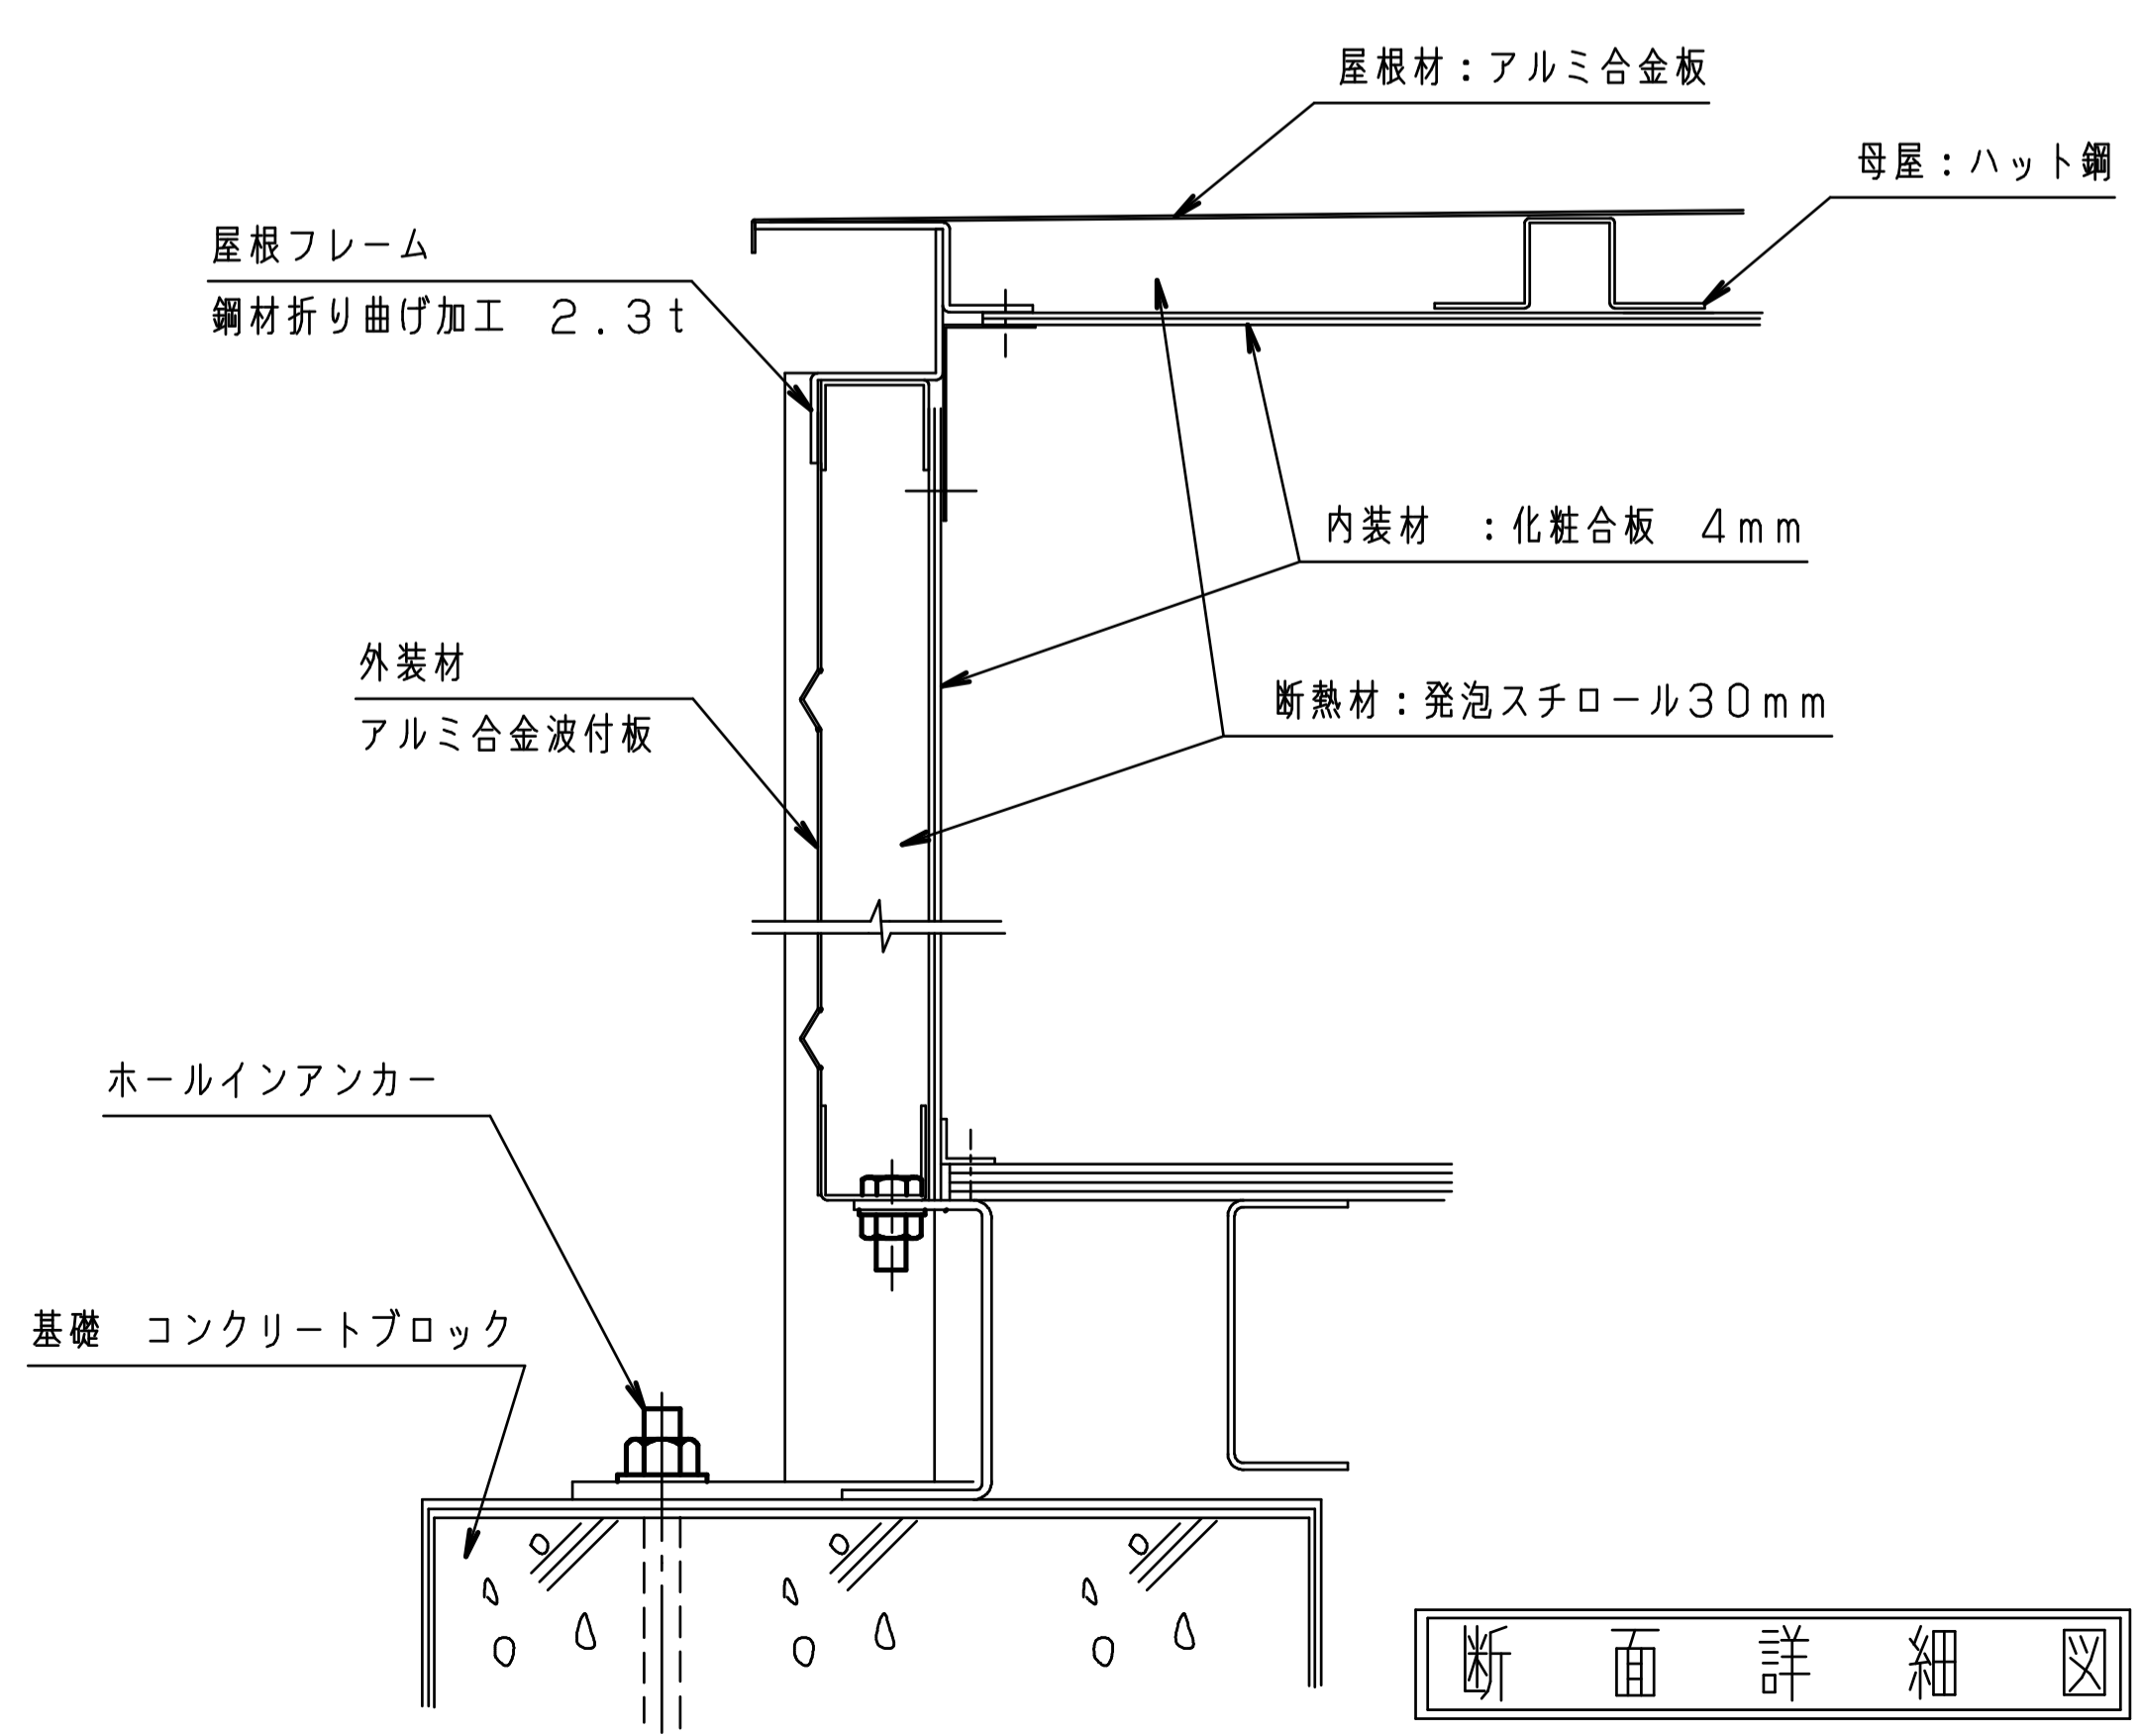 屋根材：アルミ合金板
母屋：ハット鋼
屋根フレーム
鋼材折り曲げ加工　２．３ｔ
内装材　：化粧合板　４ｍｍ
外装材
アルミ合金波付板
断熱材：発泡スチロール３０ｍｍ
ホールインアンカー
基礎　コンクリートブロック
断面詳細図